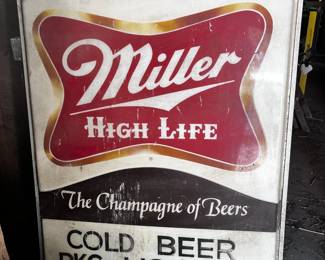 Miller
HIGH LIFE
The Champagne of Beers
COLD BEER